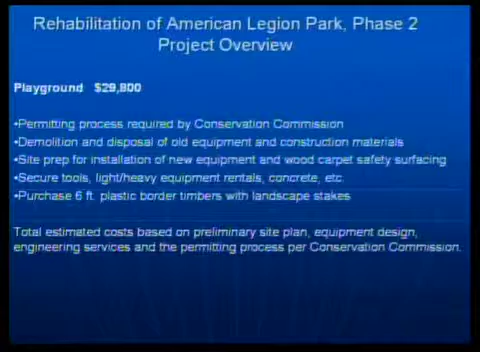 Rehabilitation of American Legion Park, Phase 2
Project Overview
Playground $29,800
•Permitting process required by Conservation Commission
•Demolition and disposal of old equipment and construction materials
•Site prep for installation of new equipment and wood carpet safety surfacing
•Secure tools, light/heavy equipment rentals, concrete, etc.
•Purchase 6 ft. plastic border timbers with landscape stakes
Total estimated costs based on preliminary site plan, equipment design,
engineering services and the permitting process per Conservation Commission.